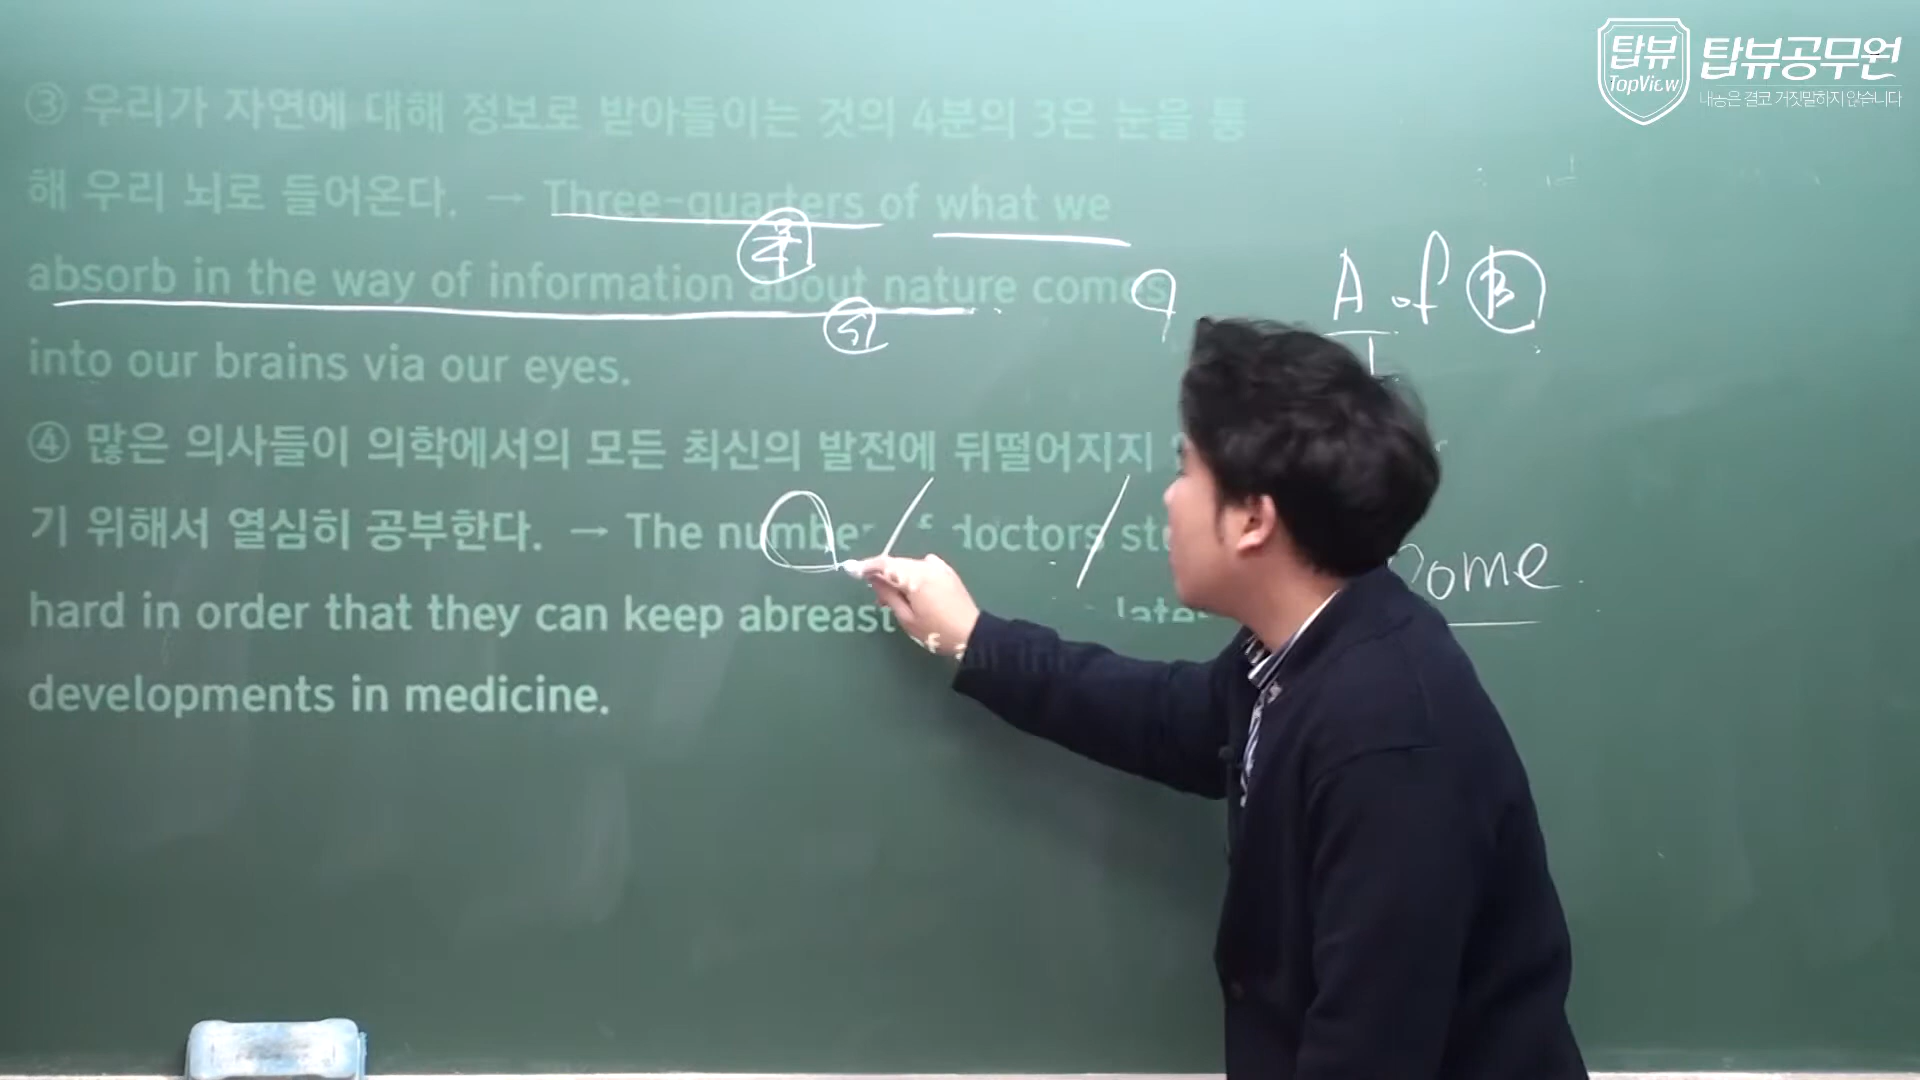 탑뷰
TopView
탑뷰공무원
내공은 결코 거짓말하지 않습니다
③ 우리가 자연에 대해 정보로 받아들이는 것의 4분의 3은 눈을 통
해 우리 뇌로 들어온다. → Three-quarters of what we
absorb in the way of information about nature comes
into our brains via our eyes.
④ 많은 의사들이 의학에서의 모든 최신의 발전에 뒤떨어지지
기 위해서 열심히 공부한다. → The number of doctors
hard in order that they can keep abreast of all the
developments in medicine.
A of B